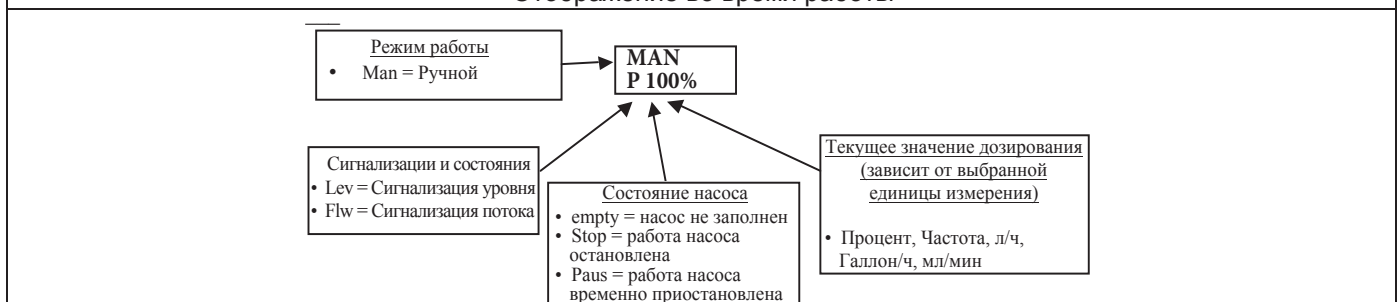 Режим работы
• Man = Ручной
MAN
P 100%
Сигнализации и состояния
• Lev = Сигнализация уровня
• Flw = Сигнализация потока
Состояние насоса
• empty = насос не заполнен
• Stop = работа насоса
остановлена
• Paus = работа насоса
временно приостановлена
Текущее значение дозирования
(зависит от выбранной
единицы измерения)
• Процент, Частота, л/ч,
Галлон/ч, мл/мин